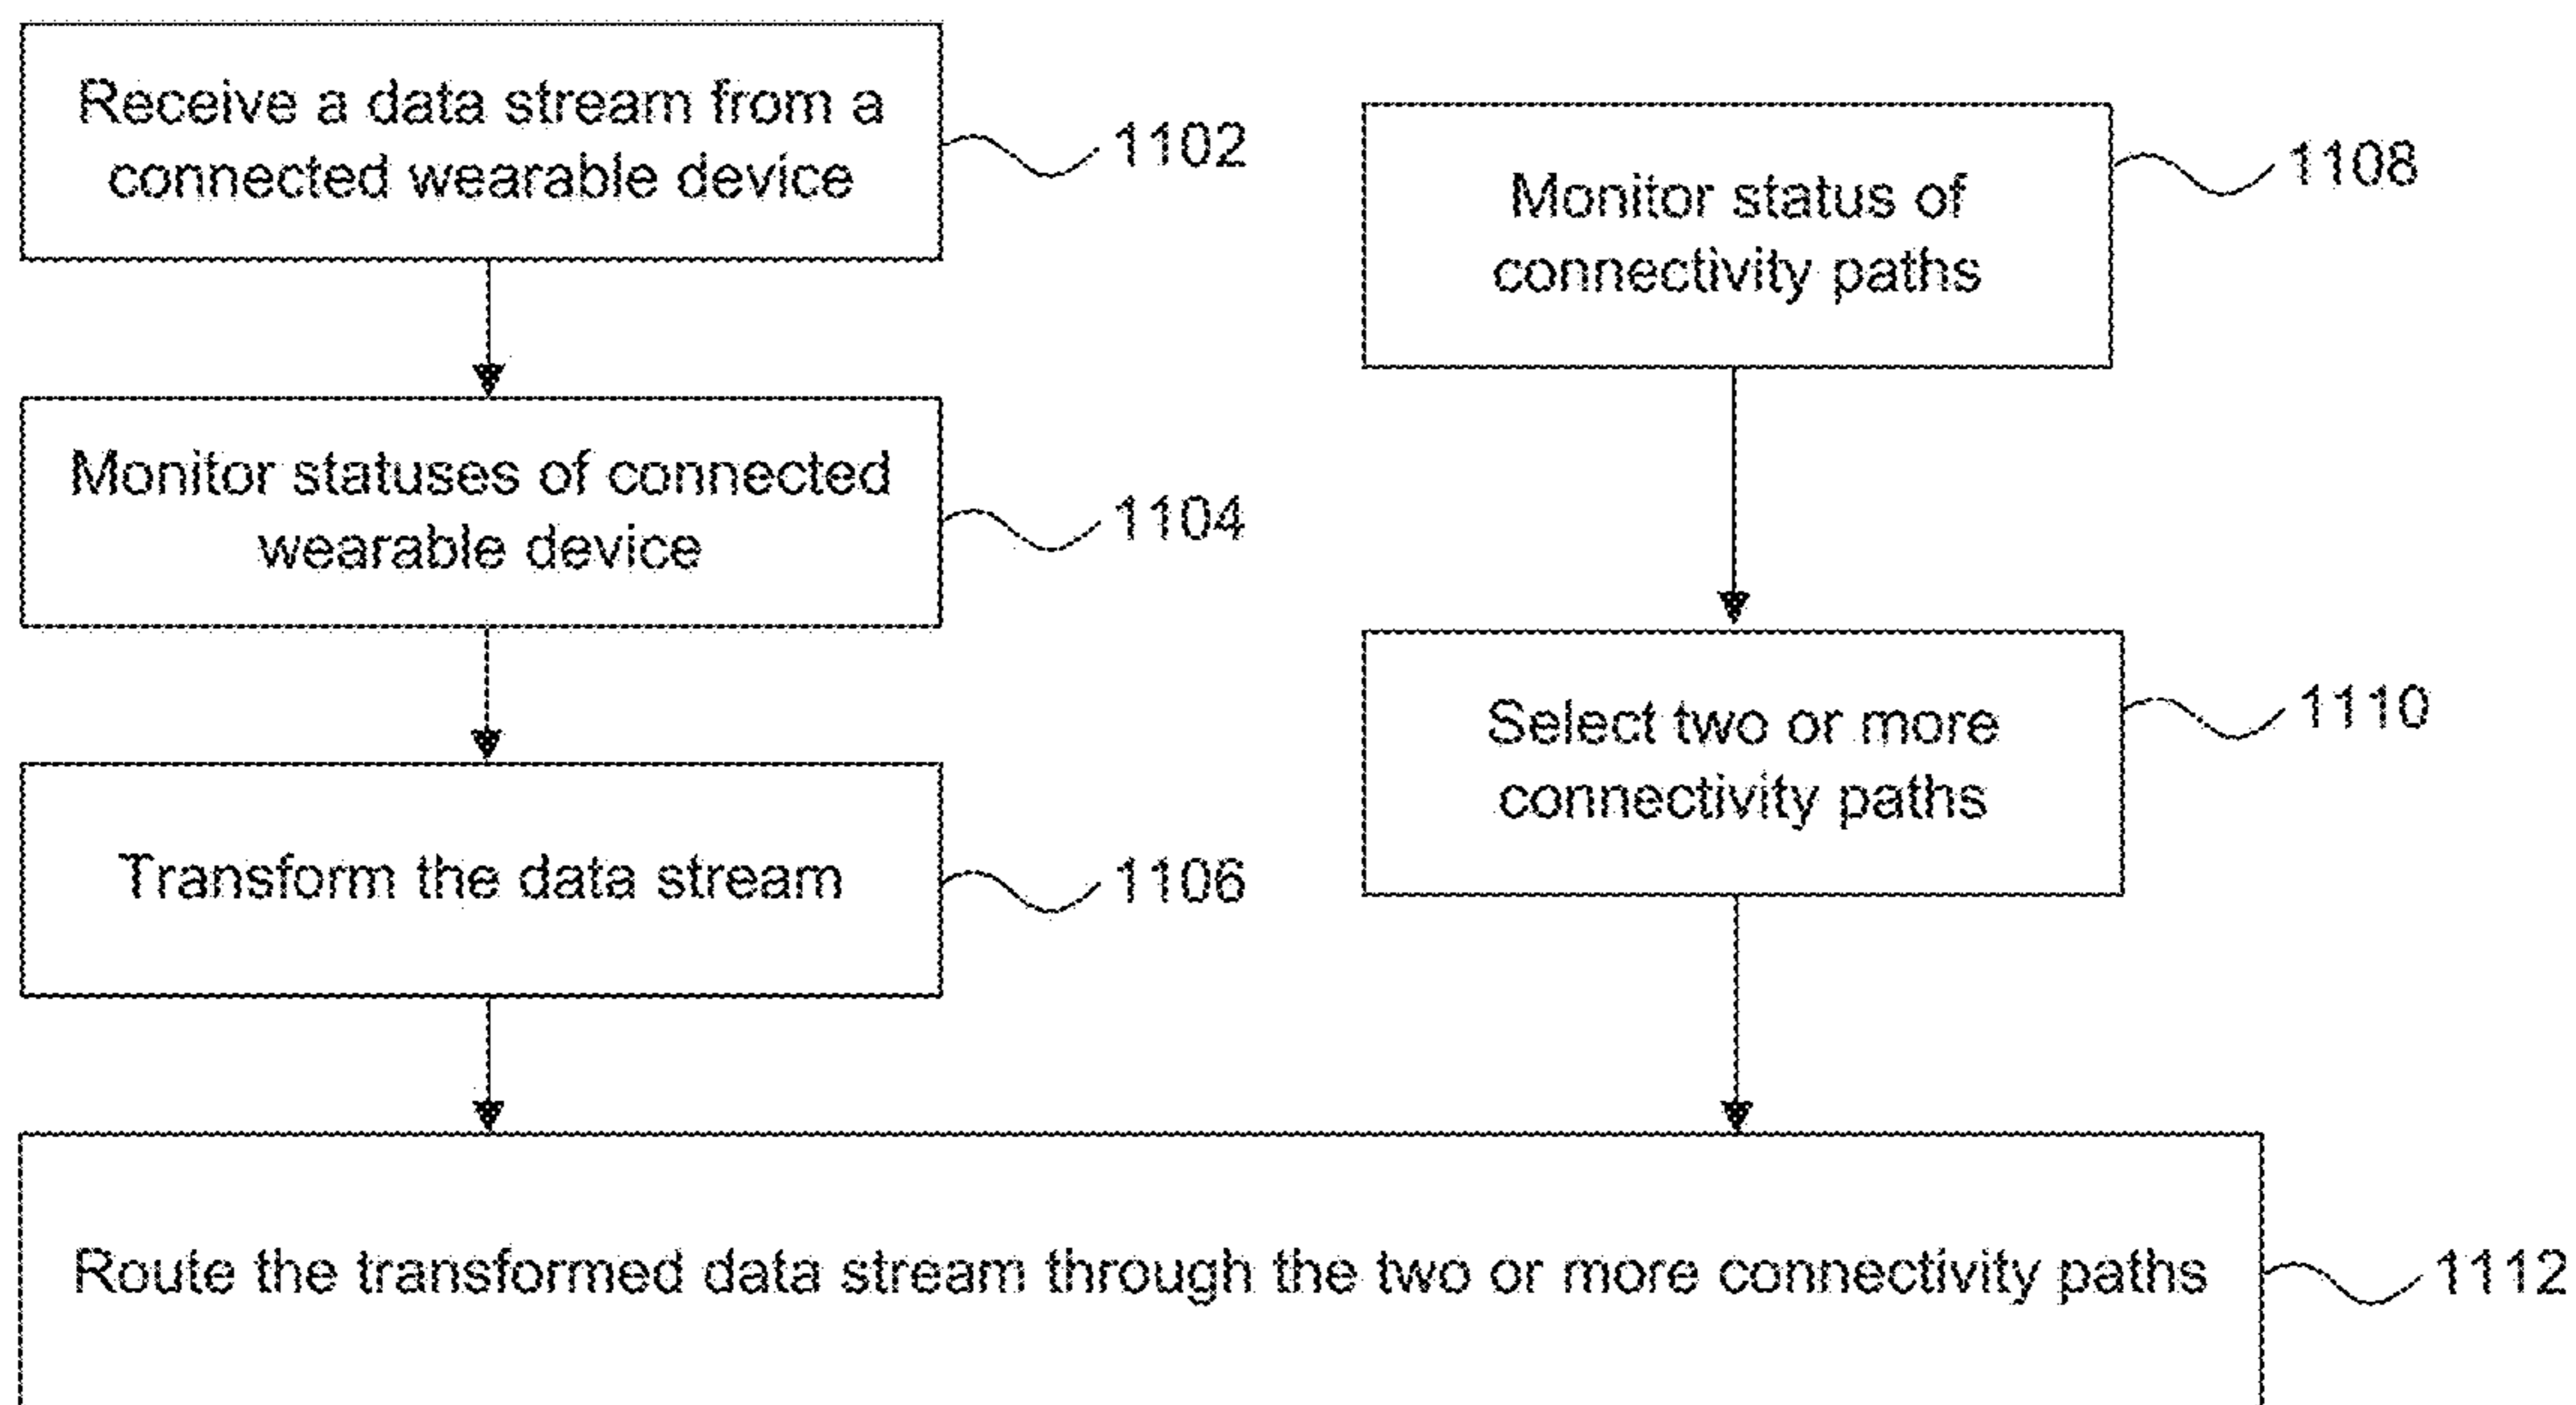 Receive a data stream from a
connected wearable device
1102
Monitor statuses of connected
wearable device
1104
Transform the data stream
1106
Monitor status of
connectivity paths
1108
Select two or more
connectivity paths
1110
Route the transformed data stream through the two or more connectivity paths
1112